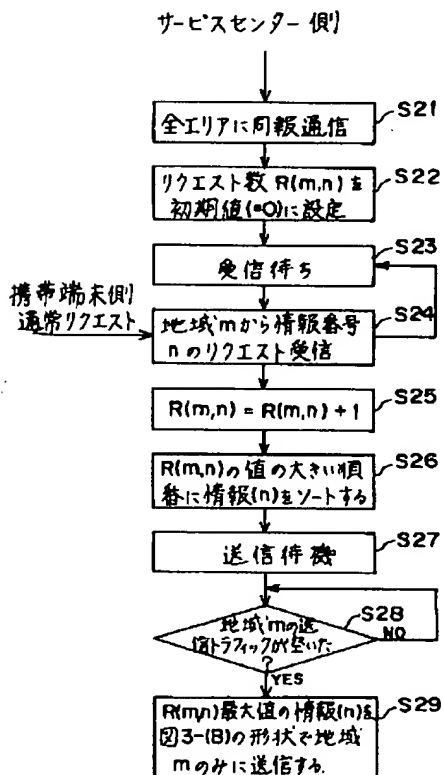 サービスセンター側
全エリアに同報通信
S21
リクエスト数 R(m,n) を
初期値(=0)に設定
S22
受信待ち
S23
携帯端末側
通常リクエスト
地域mから情報番号
nのリクエスト受信
S24
R(m,n) = R(m,n) + 1
S25
R(m,n)の値の大きい順
番に情報(n)をソートする
S26
送信待機
S27
地域mの送
信トラフィックが空いた
?
S28
NO
YES
R(m,n)最大値の情報(n)を
図3-(B)の形状で地域
mのみに送信する.
S29